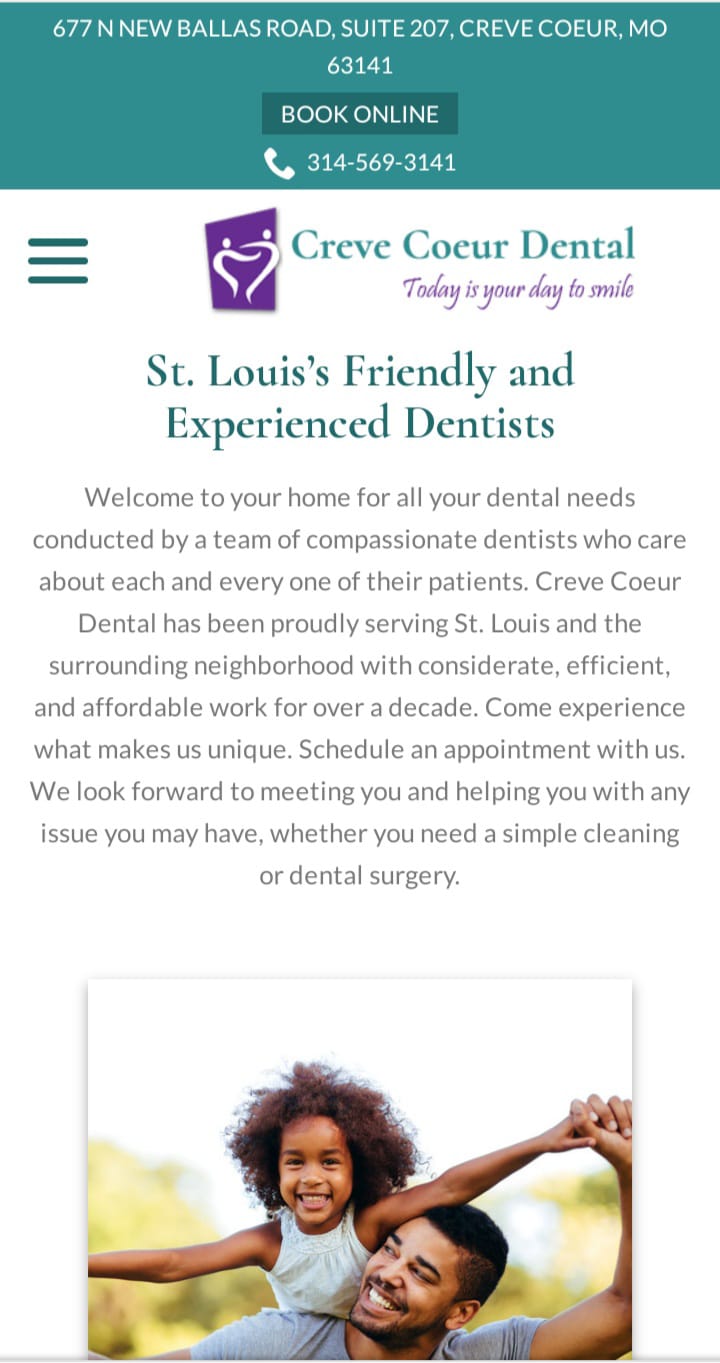 677 N NEW BALLAS ROAD, SUITE 207, CREVE COEUR, MO
63141
BOOK ONLINE
314-569-3141
Creve Coeur Dental
Today is your day to smile
St. Louis’s Friendly and
Experienced Dentists
Welcome to your home for all your dental needs
conducted by a team of compassionate dentists who care
about each and every one of their patients. Creve Coeur
Dental has been proudly serving St. Louis and the
surrounding neighborhood with considerate, efficient,
and affordable work for over a decade. Come experience
what makes us unique. Schedule an appointment with us.
We look forward to meeting you and helping you with any
issue you may have, whether you need a simple cleaning
or dental surgery.